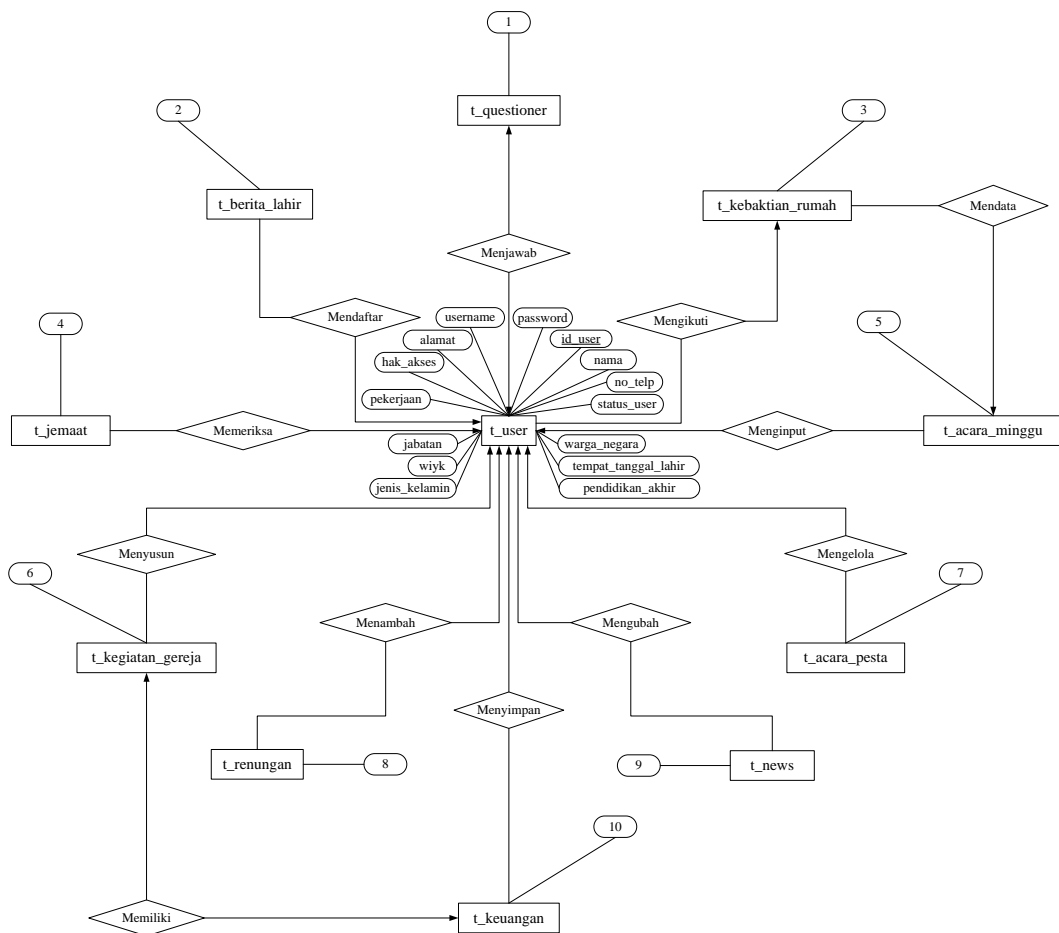 1
t_questioner
2
3
t_berita_lahir
t_kebaktian_rumah
Mendata
Menjawab
4
Mendaftar
username
password
Mengikuti
5
alamat
id_user
hak_akses
nama
no_telp
pekerjaan
status_user
t_jemaat
Memeriksa
t_user
Menginput
t_acara_minggu
jabatan
warga_negara
wiyk
tempat_tanggal_lahir
jenis_kelamin
pendidikan_akhir
Menyusun
Mengelola
6
7
Menambah
Mengubah
t_kegiatan_gereja
t_acara_pesta
Menyimpan
t_renungan
8
9
t_news
10
Memiliki
t_keuangan